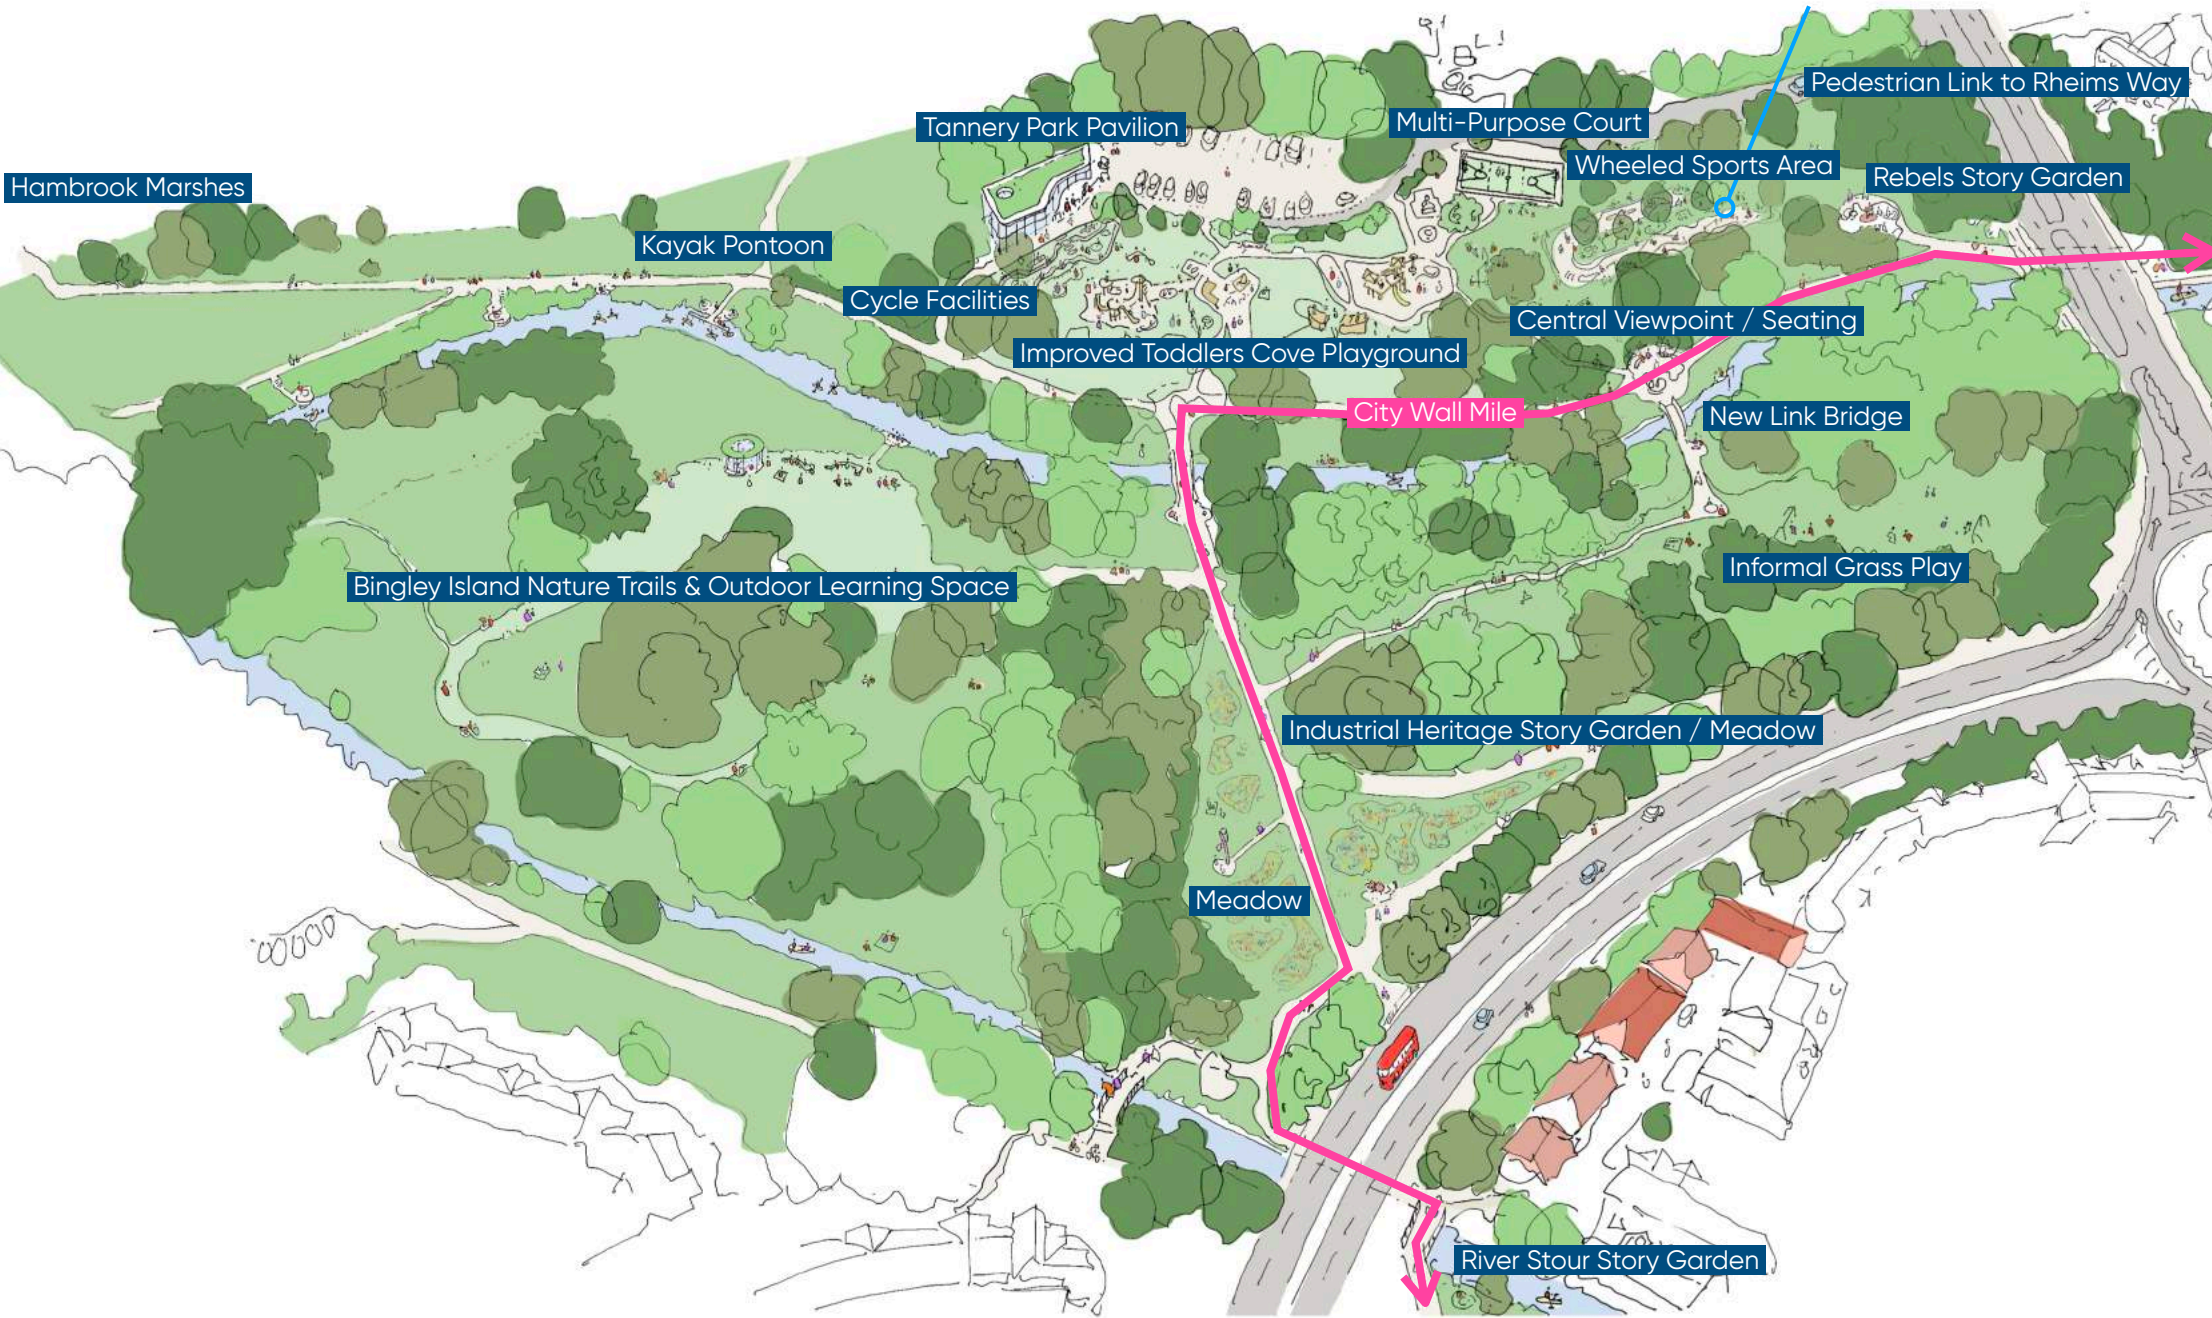 Pedestrian Link to Rheims Way
Multi-Purpose Court
Tannery Park Pavilion
Wheeled Sports Area
Rebels Story Garden
Hambrook Marshes
Kayak Pontoon
Cycle Facilities
Central Viewpoint / Seating
Improved Toddlers Cove Playground
City Wall Mile
New Link Bridge
Informal Grass Play
Bingley Island Nature Trails & Outdoor Learning Space
Industrial Heritage Story Garden / Meadow
Meadow
River Stour Story Garden